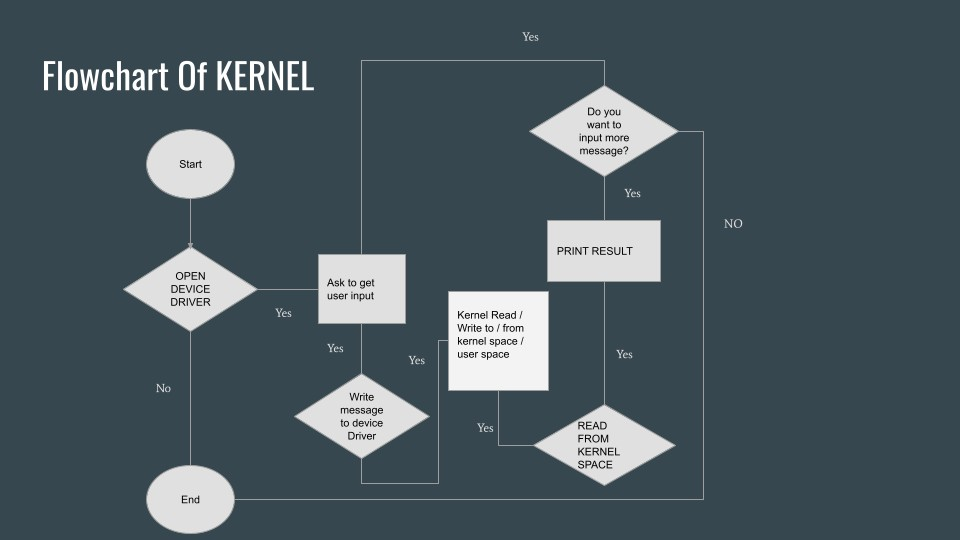 Yes
Flowchart Of KERNEL
Do you
want to
input more
message?
Start
Yes
NO
PRINT RESULT
OPEN
DEVICE
DRIVER
Ask to get
user input
Yes
Kernel Read /
Write to / from
kernel space /
user space
Yes
Yes
Yes
No
Write
message
to device
Driver
Yes
READ
FROM
KERNEL
SPACE
End